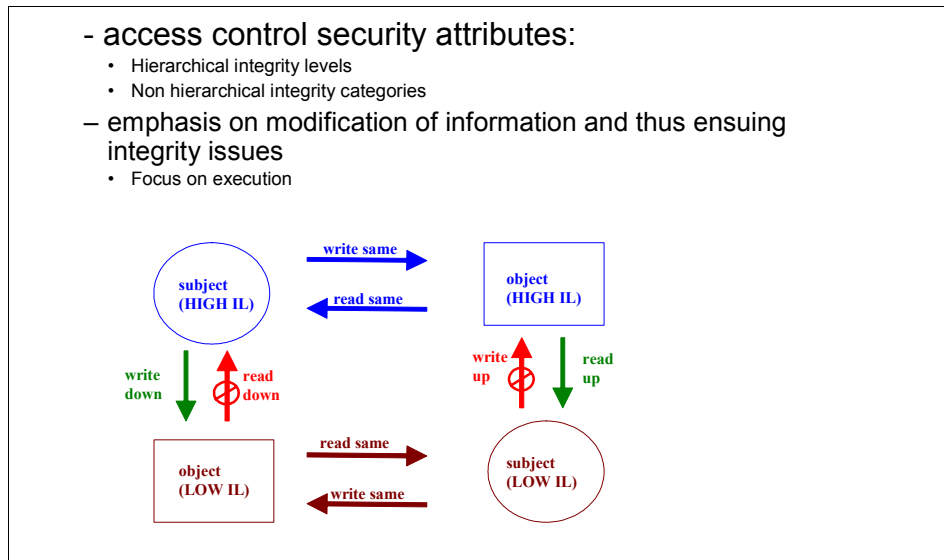 - access control security attributes:
• Hierarchical integrity levels
• Non hierarchical integrity categories
– emphasis on modification of information and thus ensuing
integrity issues
• Focus on execution
write same
subject
(HIGH IL)
object
(HIGH IL)
read same
write
down
read
down
write
up
read
up
read same
object
(LOW IL)
subject
(LOW IL)
write same